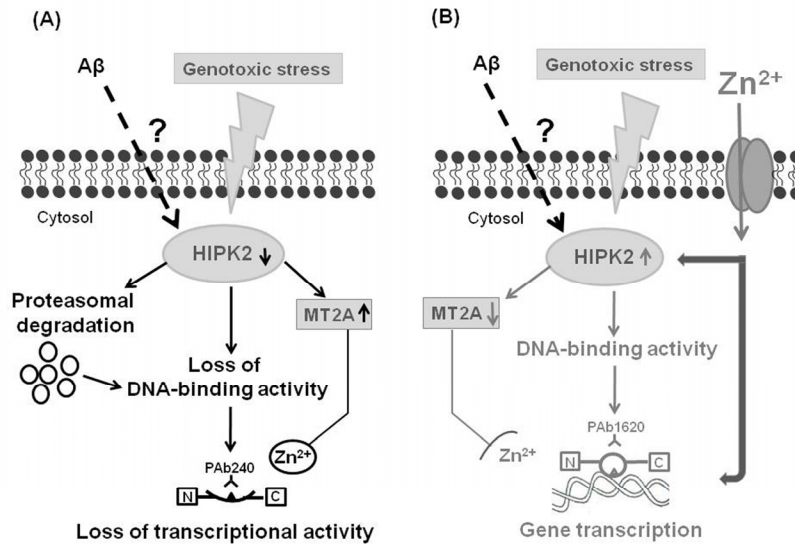 (A)
Aβ
Genotoxic stress
?
Cytosol
HIPK2
Proteasomal
degradation
MT2A
Loss of
DNA-binding activity
Zn²⁺
PAb240
N
C
Loss of transcriptional activity
(B)
Aβ
Genotoxic stress
Zn²⁺
?
Cytosol
HIPK2
MT2A
DNA-binding activity
PAb1620
Zn²⁺
N
C
Gene transcription